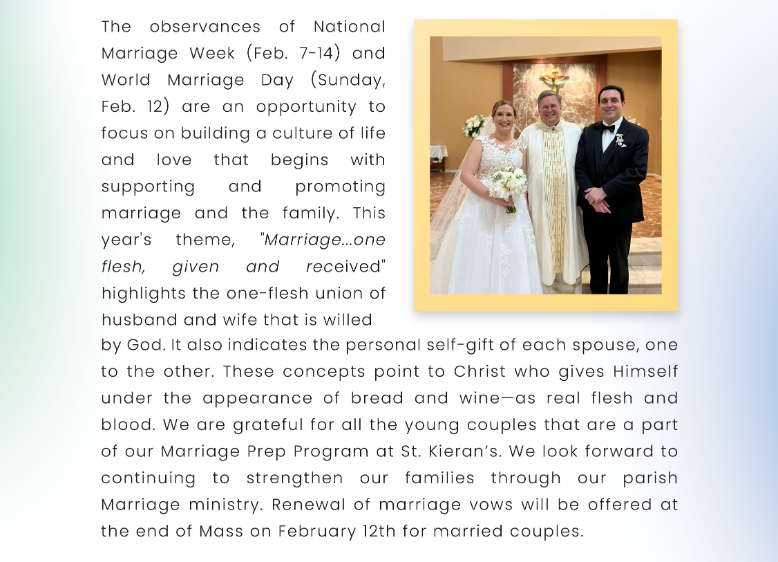 The observances of National
Marriage Week (Feb. 7-14) and
World Marriage Day (Sunday,
Feb. 12) are an opportunity to
focus on building a culture of life
and love that begins with
supporting and promoting
marriage and the family. This
year's theme, "Marriage...one
flesh, given and received"
highlights the one-flesh union of
husband and wife that is willed
by God. It also indicates the personal self-gift of each spouse, one
to the other. These concepts point to Christ who gives Himself
under the appearance of bread and wine—as real flesh and
blood. We are grateful for all the young couples that are a part
of our Marriage Prep Program at St. Kieran’s. We look forward to
continuing to strengthen our families through our parish
Marriage ministry. Renewal of marriage vows will be offered at
the end of Mass on February 12th for married couples.